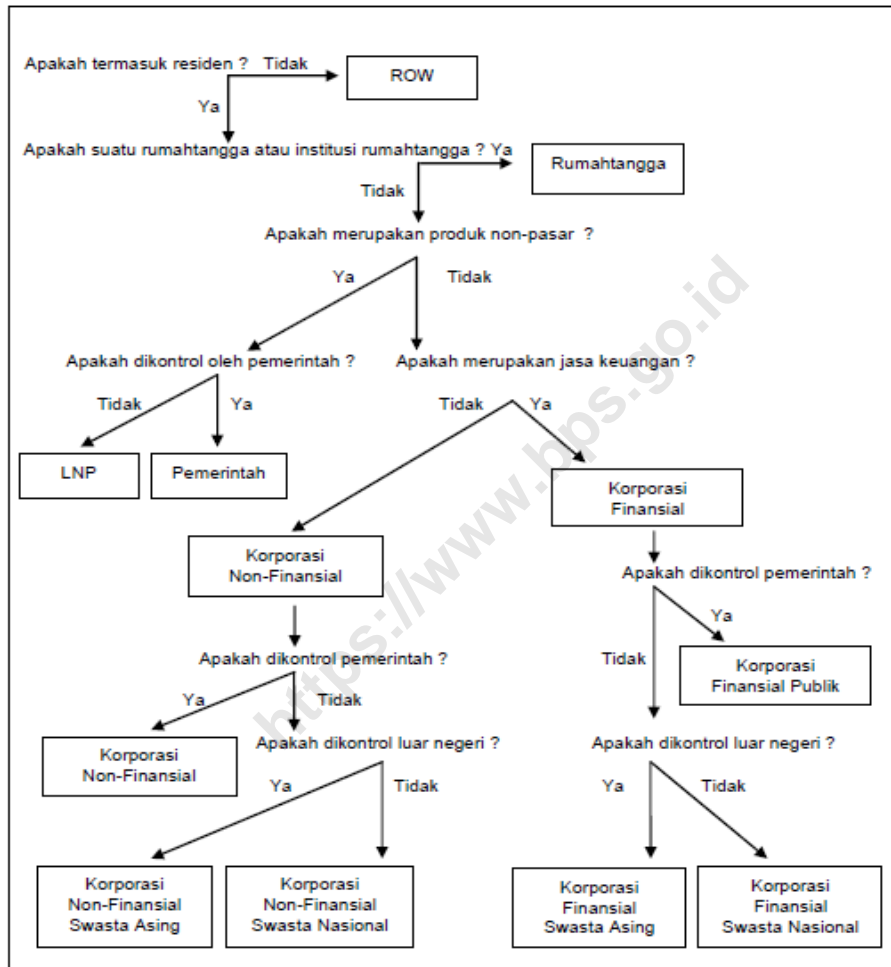 Apakah termasuk residen ? Tidak
ROW
Ya
Apakah suatu rumahtangga atau institusi rumahtangga ? Ya
Rumahtangga
Tidak
Apakah merupakan produk non-pasar ?
Ya
Tidak
Apakah dikontrol oleh pemerintah ?
Apakah merupakan jasa keuangan ?
Tidak
Ya
Tidak
Ya
LNP
Pemerintah
Korporasi
Finansial
Korporasi
Non-Finansial
Apakah dikontrol pemerintah ?
Ya
Apakah dikontrol pemerintah ?
Tidak
Korporasi
Finansial Publik
Ya
Tidak
Korporasi
Non-Finansial
Apakah dikontrol luar negeri ?
Apakah dikontrol luar negeri ?
Ya
Tidak
Ya
Tidak
Korporasi
Non-Finansial
Swasta Asing
Korporasi
Non-Finansial
Swasta Nasional
Korporasi
Finansial
Swasta Asing
Korporasi
Finansial
Swasta Nasional
https://www.bps.go.id